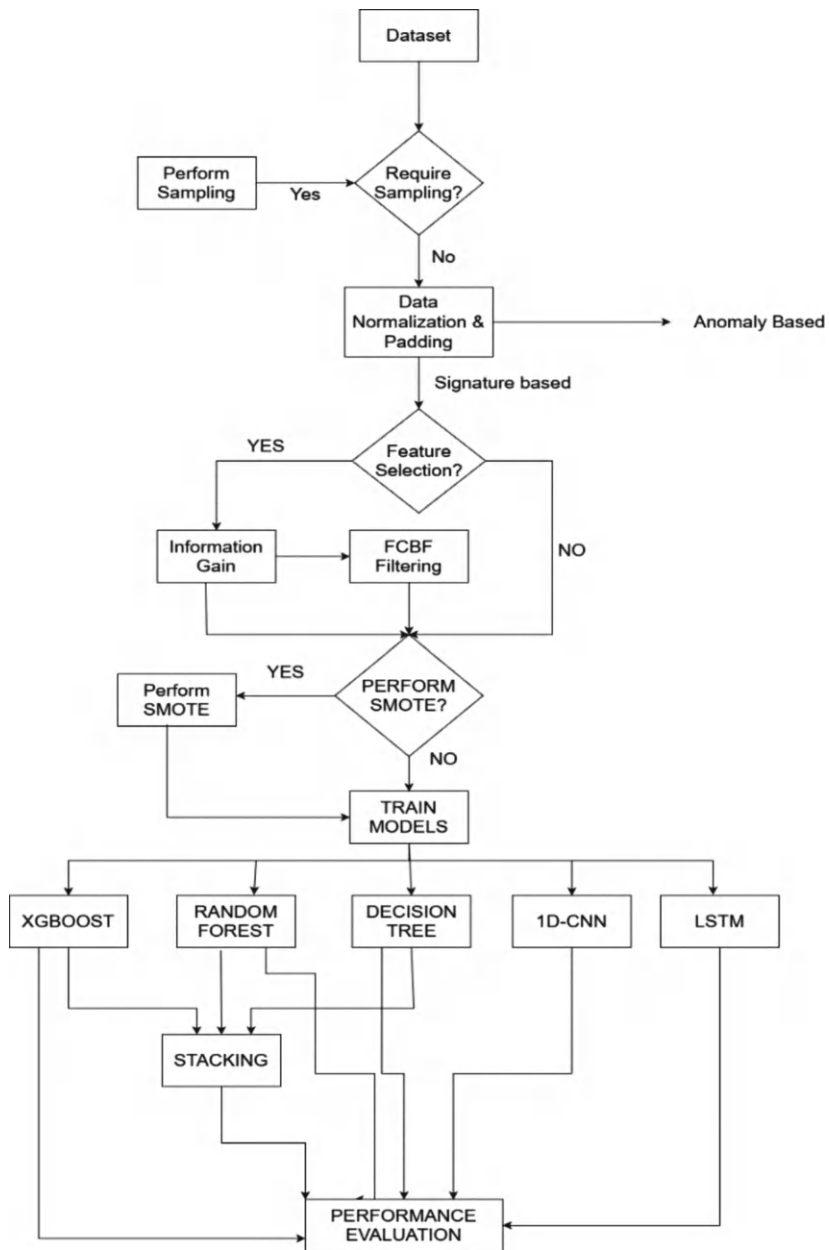 Dataset
Perform
Sampling
Yes
Require
Sampling?
No
Data
Normalization &
Padding
Anomaly Based
Signature based
YES
Feature
Selection?
Information
Gain
FCBF
Filtering
NO
YES
Perform
SMOTE
PERFORM
SMOTE?
NO
TRAIN
MODELS
XGBOOST
RANDOM
FOREST
DECISION
TREE
1D-CNN
LSTM
STACKING
PERFORMANCE
EVALUATION